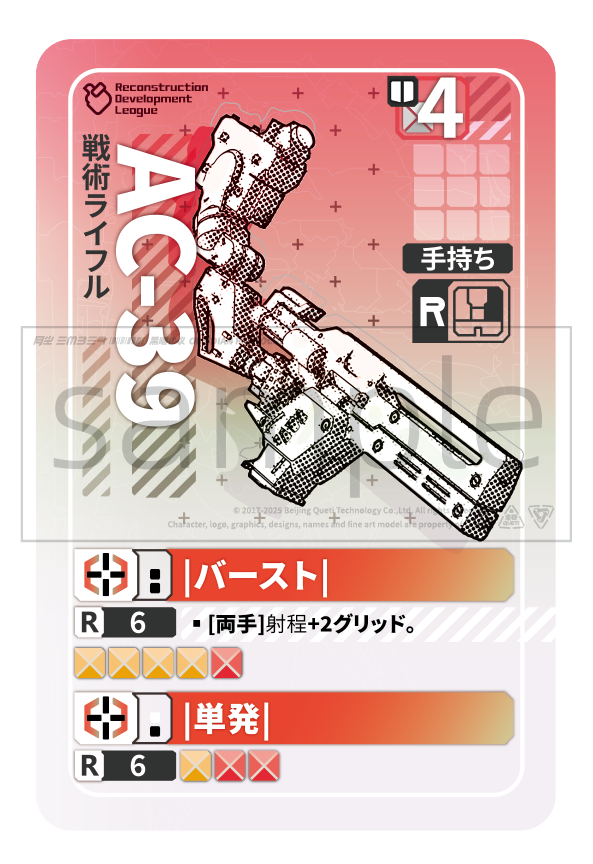 Reconstruction
Development
League
4
戦術ライフル
AC-39
手持ち
R
sample
© 2017-2025 Beijing Queti Technology Co.,Ltd. All rights
Character, logo, graphics, designs, names and fine art model are property
|バースト|
R 6
▪ [両手]射程+2グリッド。
|単発|
R 6